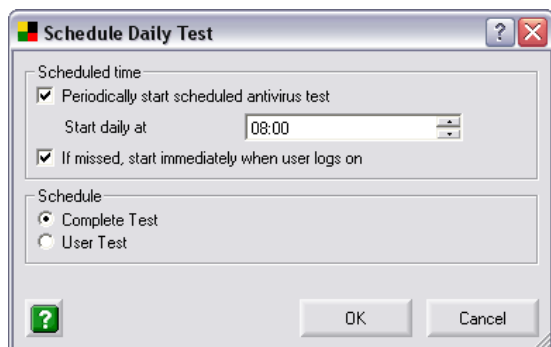 Schedule Daily Test
Scheduled time
Periodically start scheduled antivirus test
Start daily at 08:00
If missed, start immediately when user logs on
Schedule
Complete Test
User Test
? OK Cancel